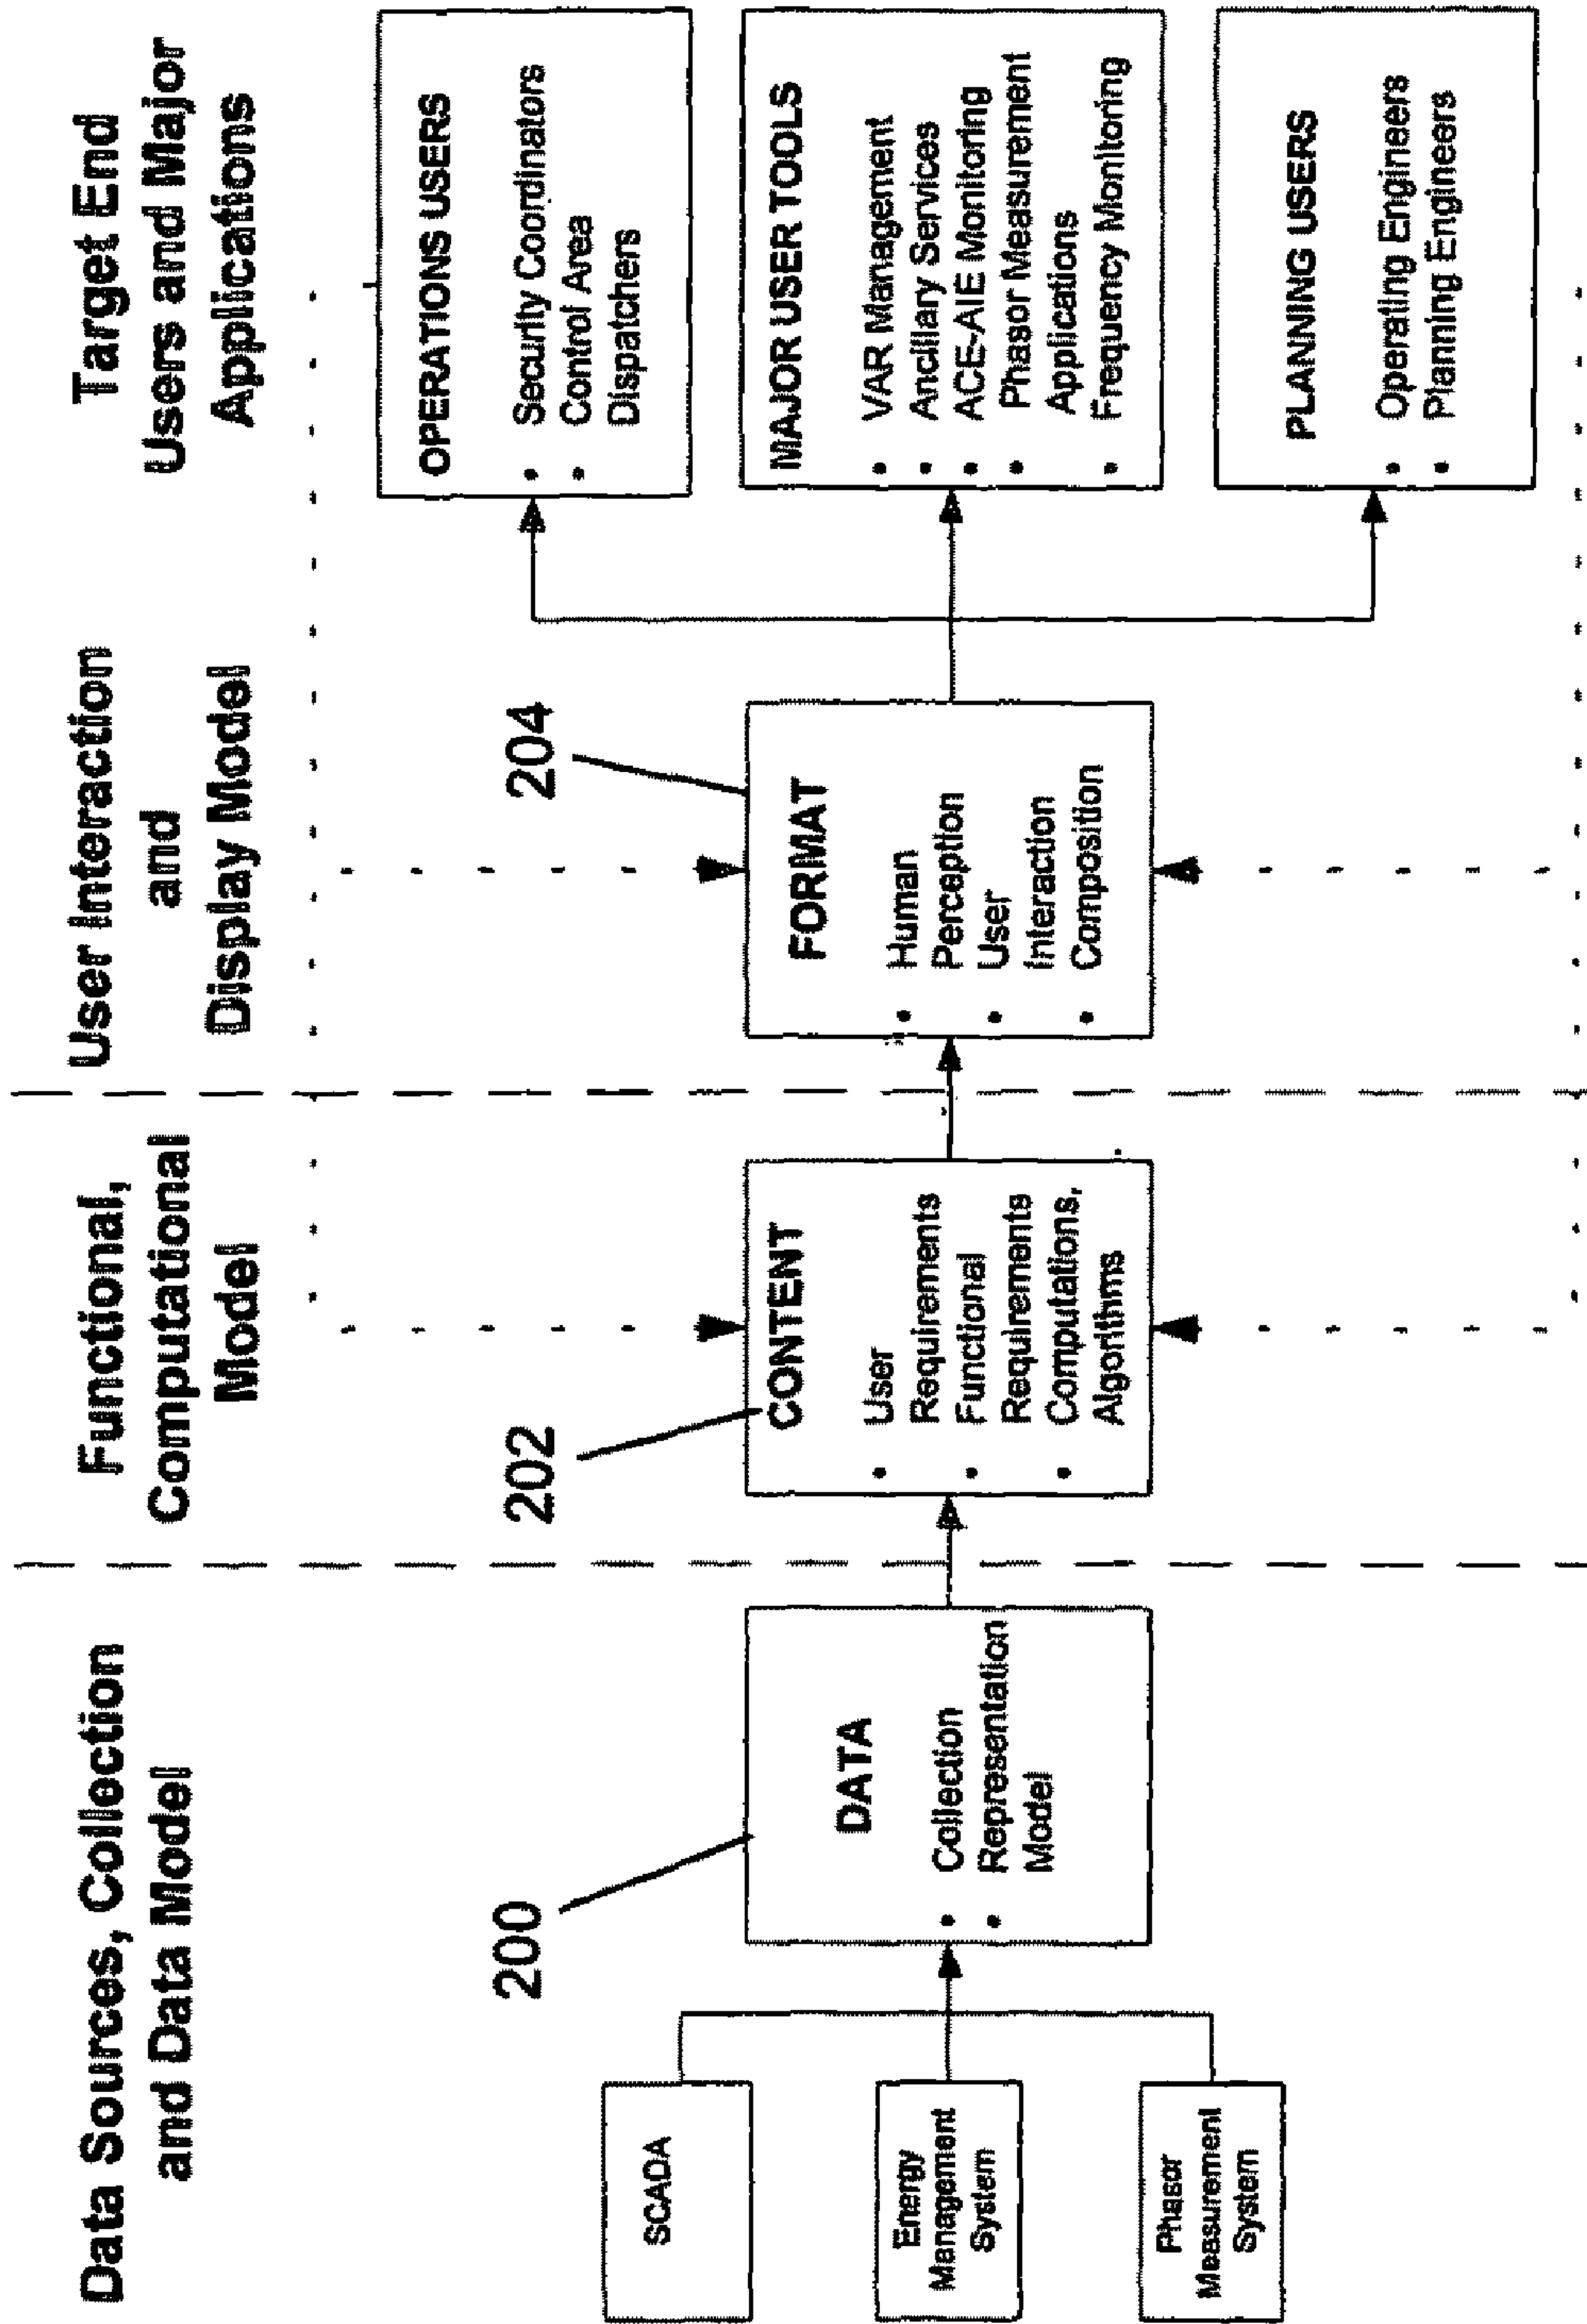 Data Sources, Collection
and Data Model
Functional,
Computational
Model
User Interaction
and
Display Model
Target End
Users and Major
Applications
SCADA
Energy
Management
System
Phasor
Measurement
System
200
DATA
• Collection
• Representation
Model
202
CONTENT
• User
Requirements
• Functional
Requirements
• Computations,
Algorithms
204
FORMAT
• Human
Perception
• User
Interaction
• Composition
OPERATIONS USERS
• Security Coordinators
• Control Area
Dispatchers
MAJOR USER TOOLS
• VAR Management
• Ancillary Services
• ACE-AIE Monitoring
• Phasor Measurement
Applications
• Frequency Monitoring
PLANNING USERS
• Operating Engineers
• Planning Engineers